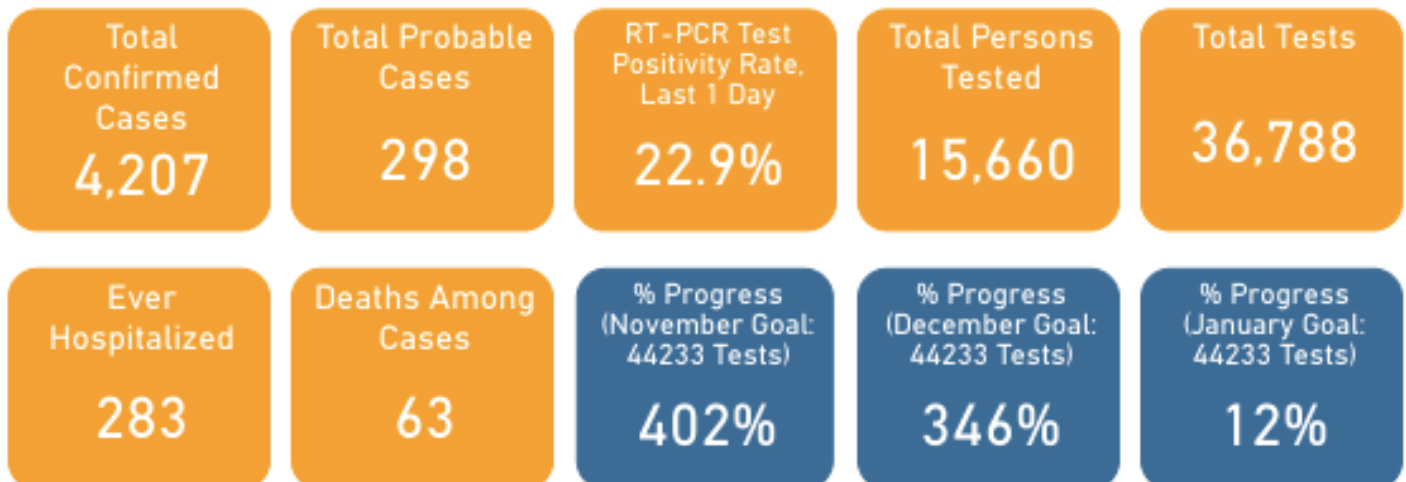 Total
Confirmed
Cases
4,207
Total Probable
Cases
298
RT-PCR Test
Positivity Rate,
Last 1 Day
22.9%
Total Persons
Tested
15,660
Total Tests
36,788
Ever
Hospitalized
283
Deaths Among
Cases
63
% Progress
(November Goal:
44233 Tests)
402%
% Progress
(December Goal:
44233 Tests)
346%
% Progress
(January Goal:
44233 Tests)
12%